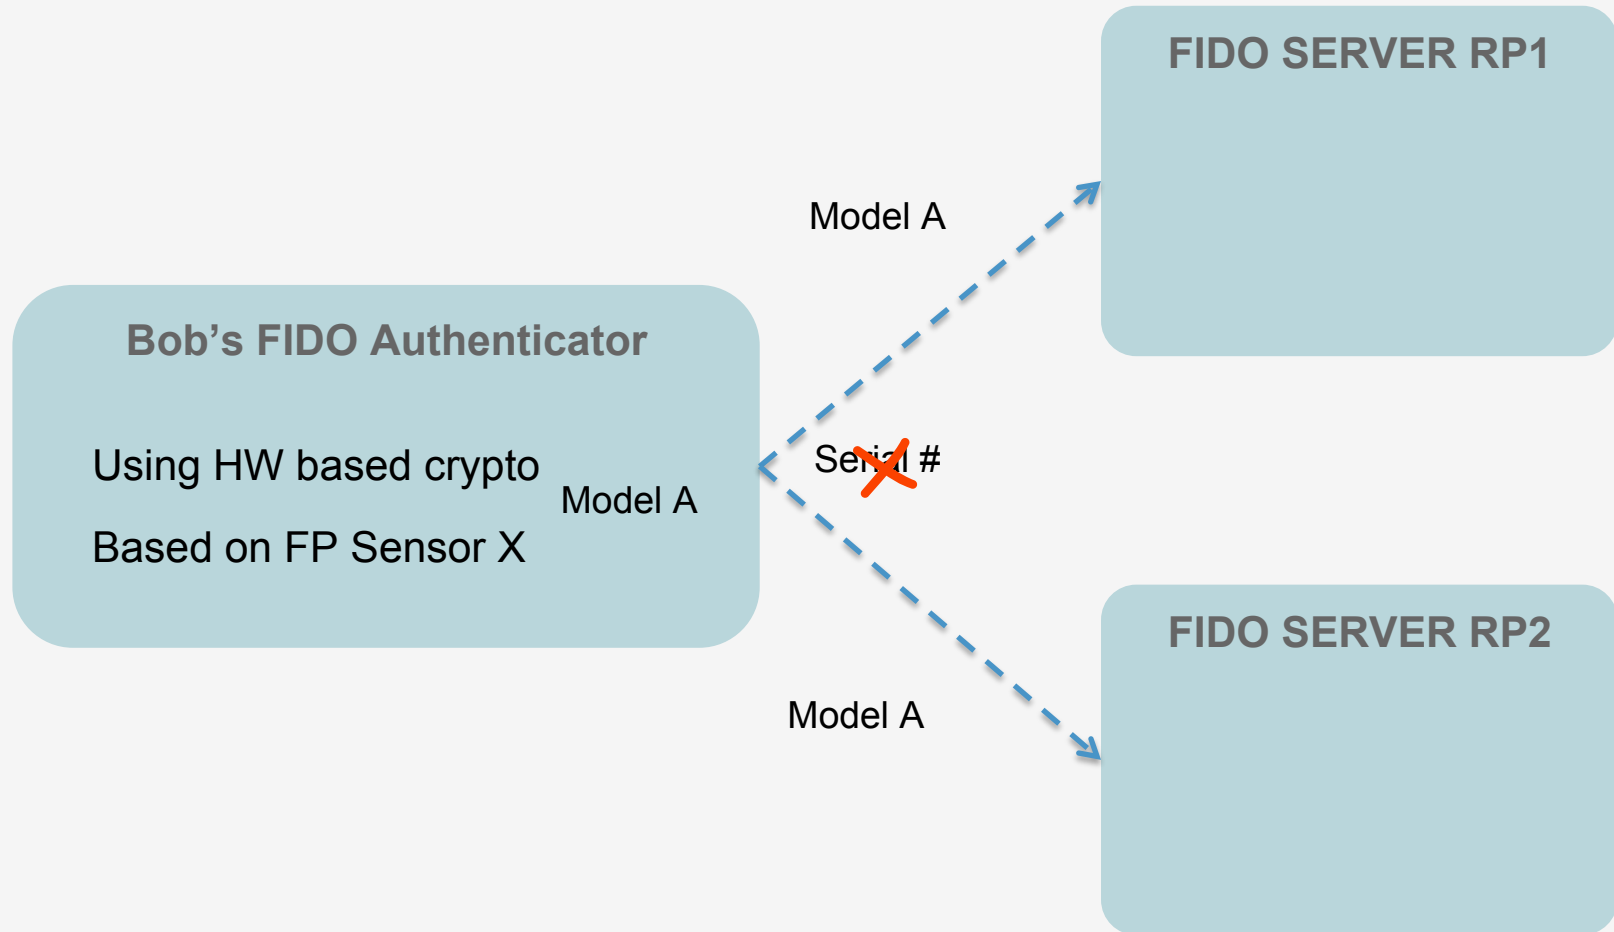 FIDO SERVER RP1
Model A
Bob’s FIDO Authenticator
Using HW based crypto
Model A
Based on FP Sensor X
Serial #
FIDO SERVER RP2
Model A